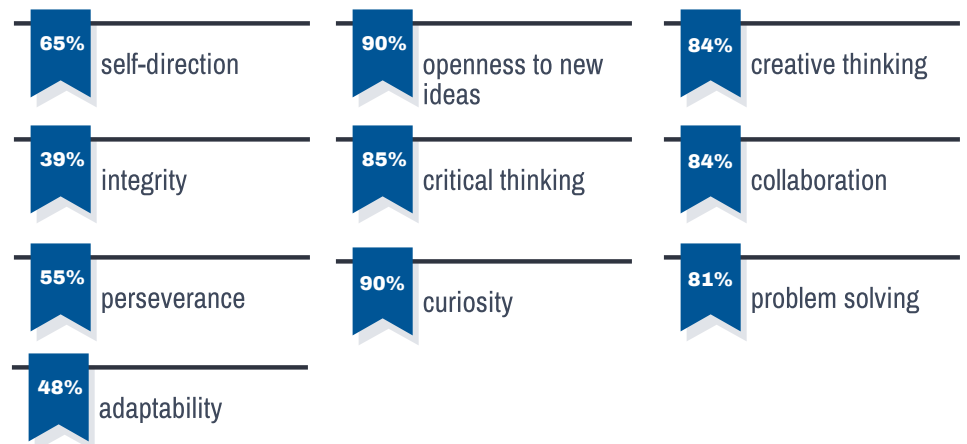 65%
self-direction
90%
openness to new
ideas
84%
creative thinking
39%
integrity
85%
critical thinking
84%
collaboration
55%
perseverance
90%
curiosity
81%
problem solving
48%
adaptability